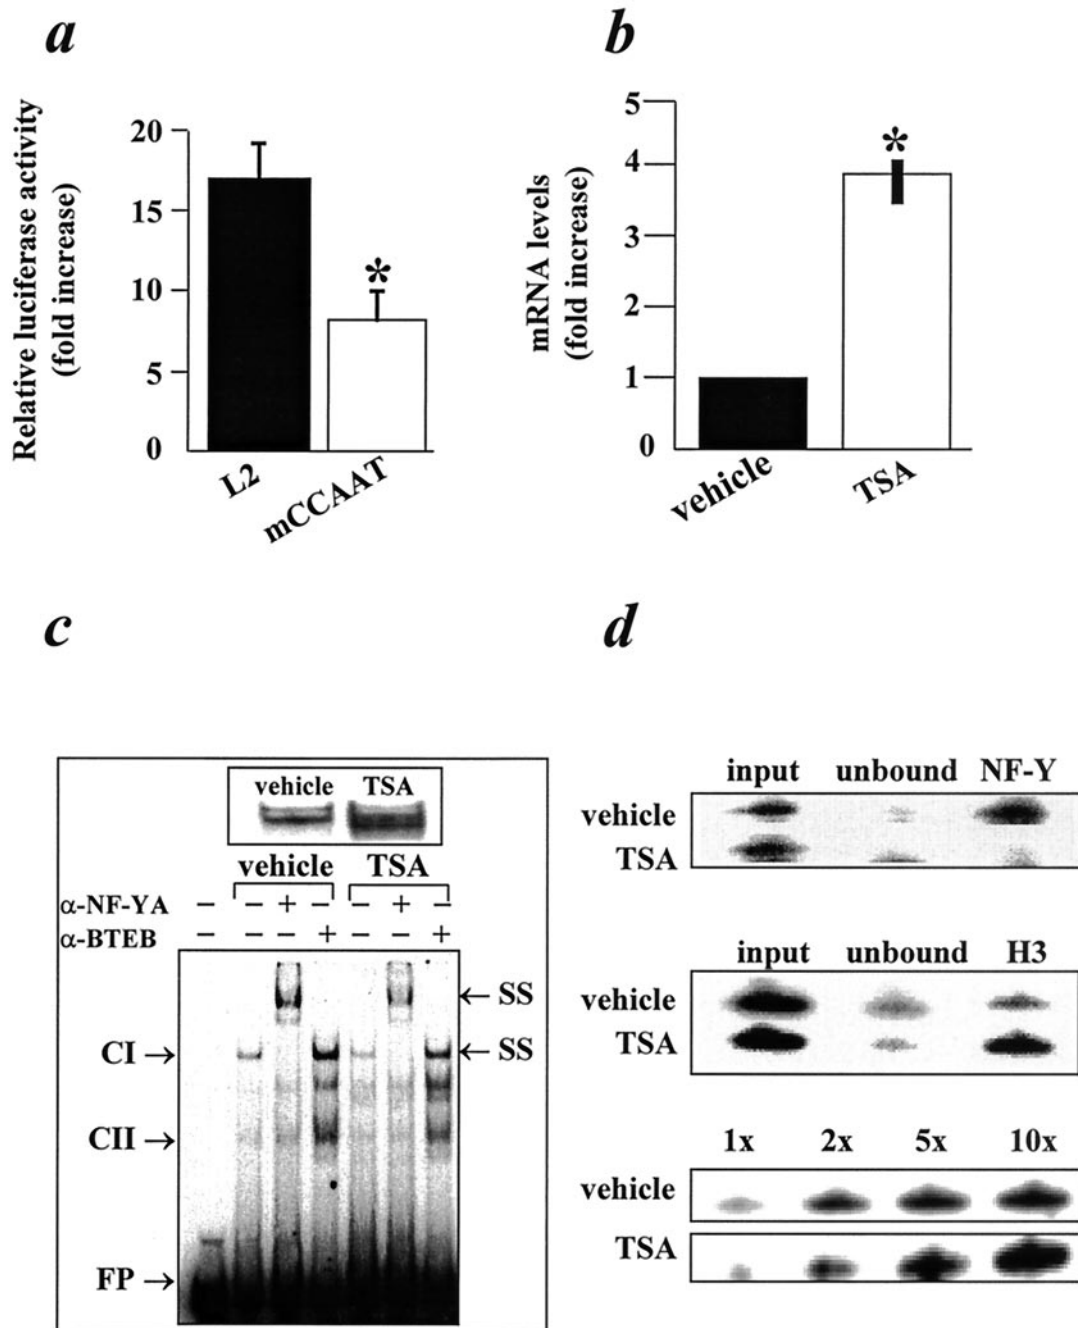 a
Relative luciferase activity
(fold increase)
20
15
10
5
0
*
L2
mCCAAT
b
mRNA levels
(fold increase)
5
4
3
2
1
0
*
vehicle
TSA
c
vehicle TSA
vehicle TSA
α-NF-YA − − + − − + −
α-BTEB − − − + − − +
← SS
CI → ← SS
CII →
FP →
d
input unbound NF-Y
vehicle
TSA
input unbound H3
vehicle
TSA
1x 2x 5x 10x
vehicle
TSA